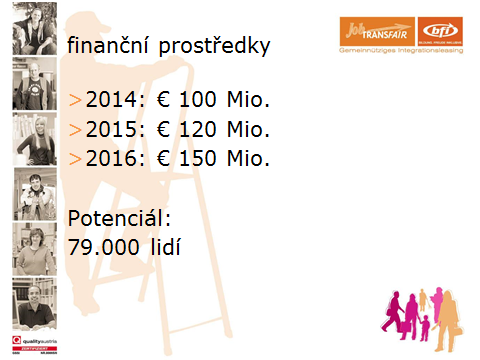 finanční prostředky
Job TRANSFAIR
bfi
Gemeinnütziges Integrationsleasing
>2014: € 100 Mio.
>2015: € 120 Mio.
>2016: € 150 Mio.
Potenciál:
79.000 lidí
qualityaustria